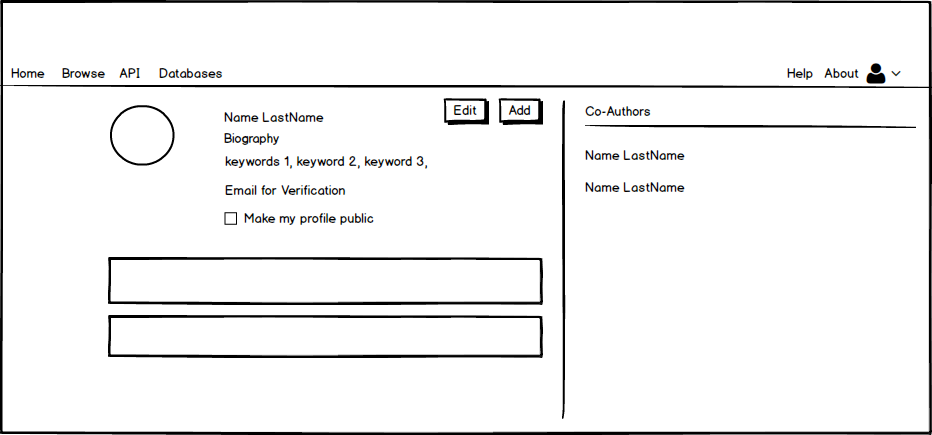 Home Browse API Databases Help About
Name LastName
Edit Add
Biography
keywords 1, keyword 2, keyword 3,
Email for Verification
Make my profile public
Co-Authors
Name LastName
Name LastName